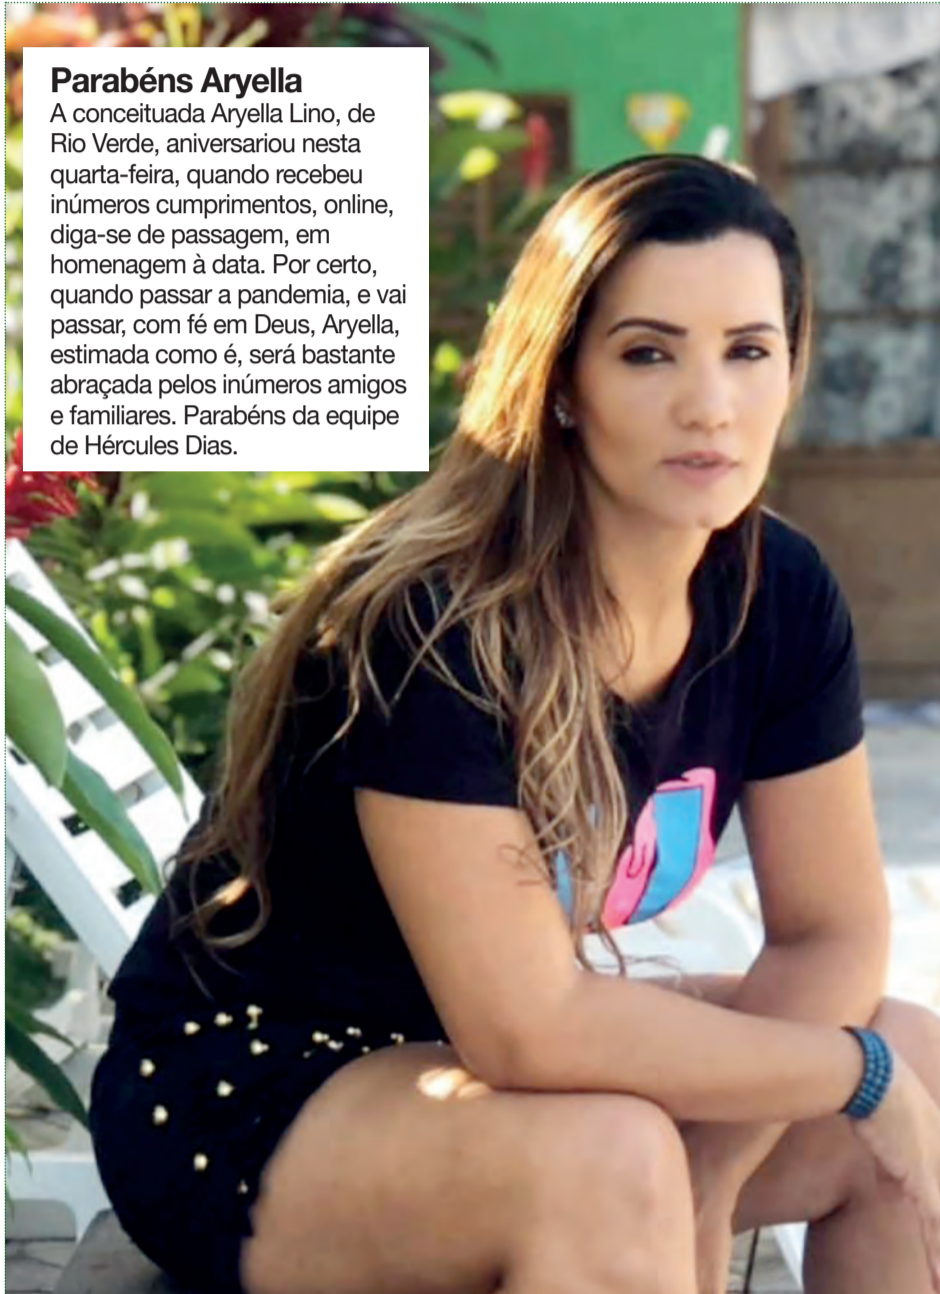 Parabéns Aryella
A conceituada Aryella Lino, de
Rio Verde, aniversariou nesta
quarta-feira, quando recebeu
inúmeros cumprimentos, online,
diga-se de passagem, em
homenagem à data. Por certo,
quando passar a pandemia, e vai
passar, com fé em Deus, Aryella,
estimada como é, será bastante
abraçada pelos inúmeros amigos
e familiares. Parabéns da equipe
de Hércules Dias.